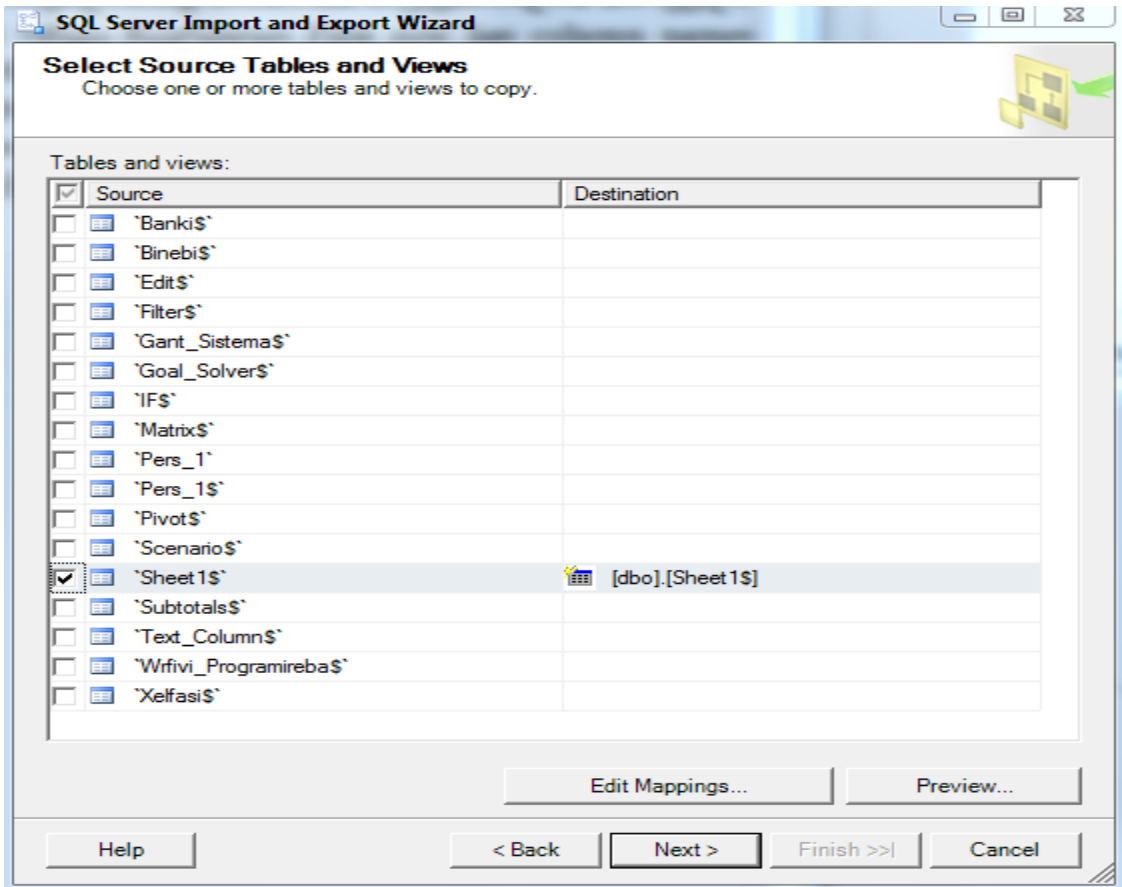 SQL Server Import and Export Wizard
Select Source Tables and Views
Choose one or more tables and views to copy.
Tables and views:
Source Destination
`Banki$`
`Binebi$`
`Edit$`
`Filter$`
`Gant_Sistema$`
`Goal_Solver$`
`IF$`
`Matrix$`
`Pers_1`
`Pers_1$`
`Pivot$`
`Scenario$`
`Sheet1$` [dbo].[Sheet1$]
`Subtotals$`
`Text_Column$`
`Wrfivi_Programireba$`
`Xelfasi$`
Edit Mappings... Preview...
Help < Back Next > Finish >>| Cancel